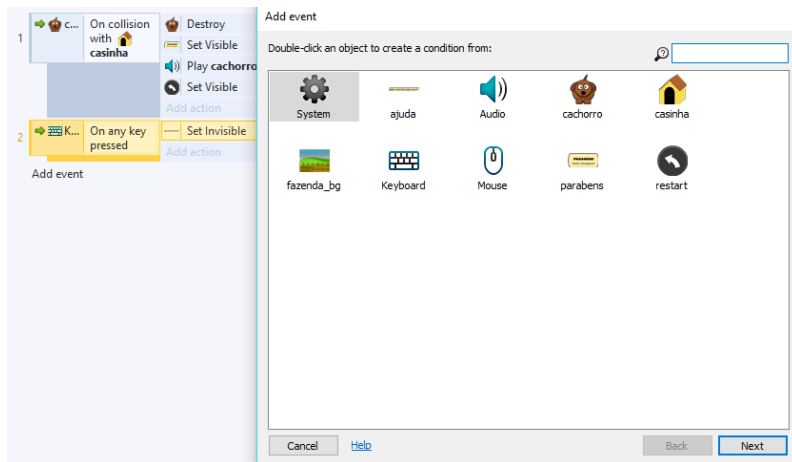 1
c...
On collision
with
casinha
Destroy
Set Visible
Play cachorro
Set Visible
Add action
2
K...
On any key
pressed
Set Invisible
Add action
Add event
Add event
Double-click an object to create a condition from:
System
ajuda
Audio
cachorro
casinha
fazenda_bg
Keyboard
Mouse
parabens
restart
Cancel
Help
Back
Next